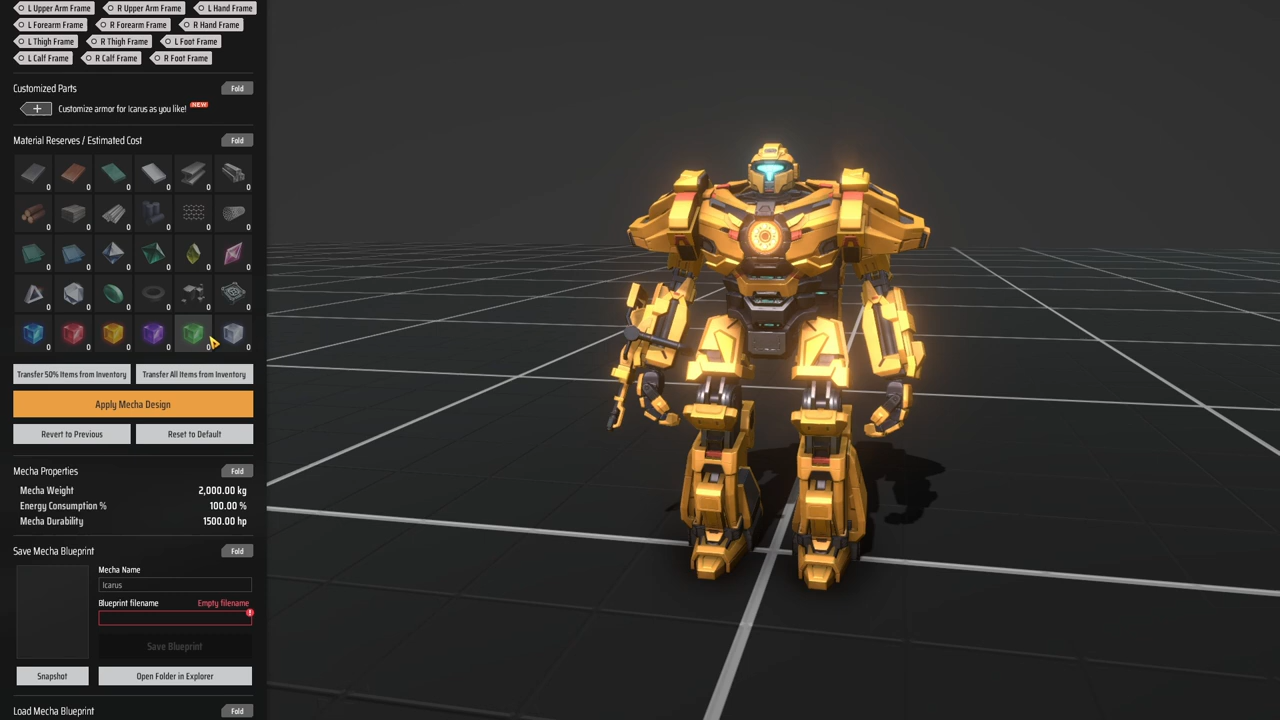 L Upper Arm Frame R Upper Arm Frame L Hand Frame
L Forearm Frame R Forearm Frame R Hand Frame
L Thigh Frame R Thigh Frame L Foot Frame
L Calf Frame R Calf Frame R Foot Frame
Customized Parts Fold
+ Customize armor for Icarus as you like! NEW
Material Reserves / Estimated Cost Fold
0 0 0 0 0 0
0 0 0 0 0 0
0 0 0 0 0 0
0 0 0 0 0 0
0 0 0 0 0 0
Transfer 50% Items from Inventory Transfer All Items from Inventory
Apply Mecha Design
Revert to Previous Reset to Default
Mecha Properties Fold
Mecha Weight 2,000.00 kg
Energy Consumption % 100.00 %
Mecha Durability 1500.00 hp
Save Mecha Blueprint Fold
Mecha Name
Icarus
Blueprint filename Empty filename
!
Save Blueprint
Snapshot Open Folder in Explorer
Load Mecha Blueprint Fold